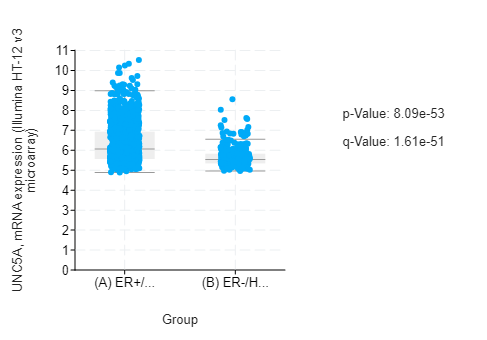 UNC5A, mRNA expression (Illumina HT-12 v3
microarray)
11
10
9
8
7
6
5
4
3
2
1
0
(A) ER+/...
(B) ER-/H...
Group
p-Value: 8.09e-53
q-Value: 1.61e-51